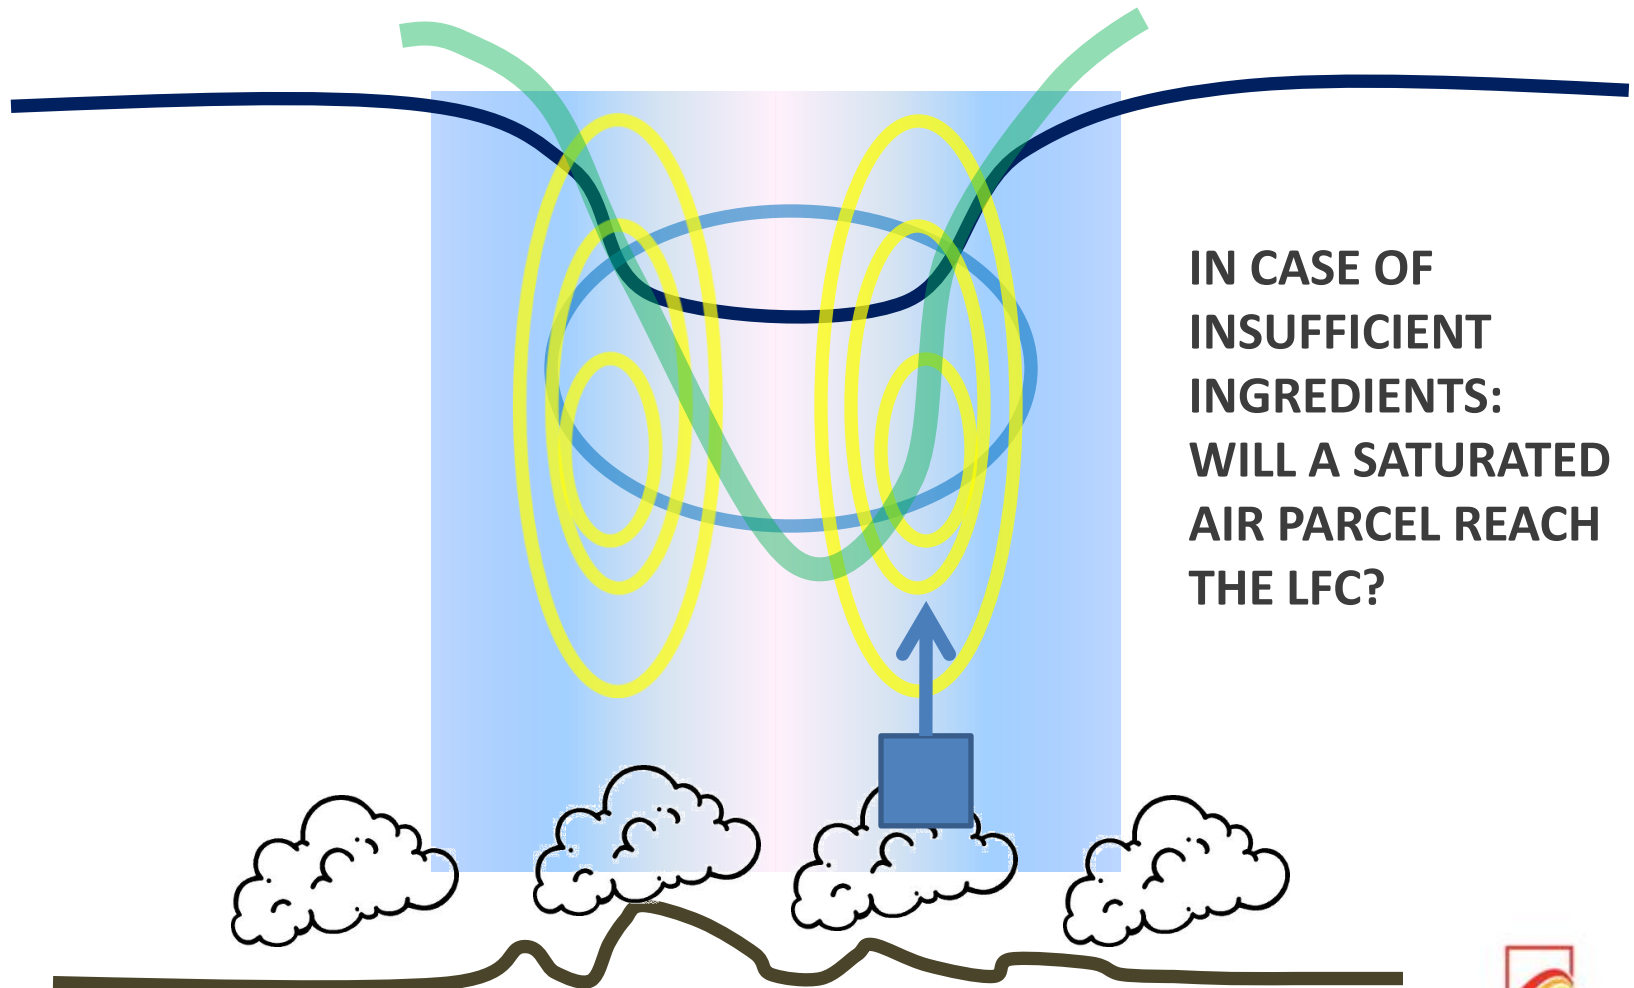 IN CASE OF
INSUFFICIENT
INGREDIENTS:
WILL A SATURATED
AIR PARCEL REACH
THE LFC?